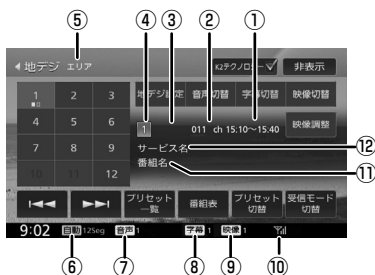 ⑤ ④ ③ ② ①
地デジ エリア K2テクノロジー 非表示
1 2 3 地デジ設定 音声切替 字幕切替 映像切替
4 5 6 1 011 ch 15:10~15:40 映像調整
7 8 9 サービス名 ⑫
10 11 12 番組名 ⑪
プリセット一覧 番組表 プリセット切替 受信モード切替
9:02 自動 12Seg 音声 1 字幕 1 映像 1
⑥ ⑦ ⑧ ⑨ ⑩